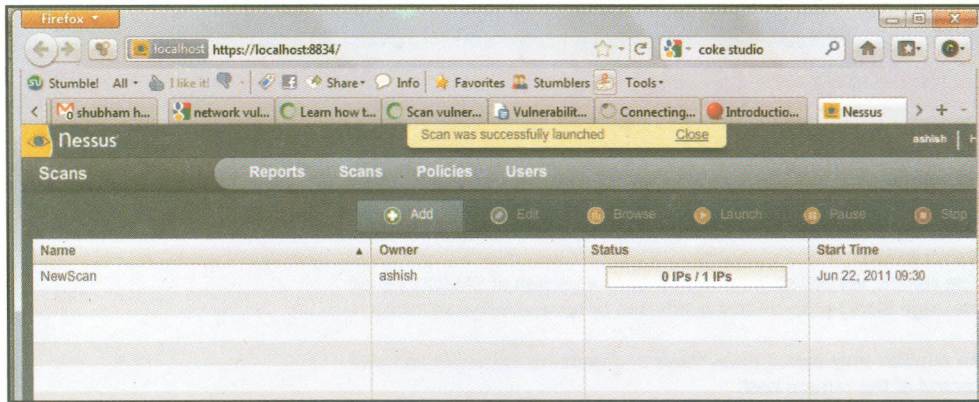 Firefox
localhost https://localhost:8834/ coke studio
Stumble! All I like it! Share Info Favorites Stumblers Tools
shubham h... network vul... Learn how t... Scan vulner... Vulnerabilit... Connecting... Introductio... Nessus
Scan was successfully launched Close
Nessus ashish
Scans Reports Scans Policies Users
Add Edit Browse Launch Pause Stop
Name Owner Status Start Time
NewScan ashish 0 IPs / 1 IPs Jun 22, 2011 09:30